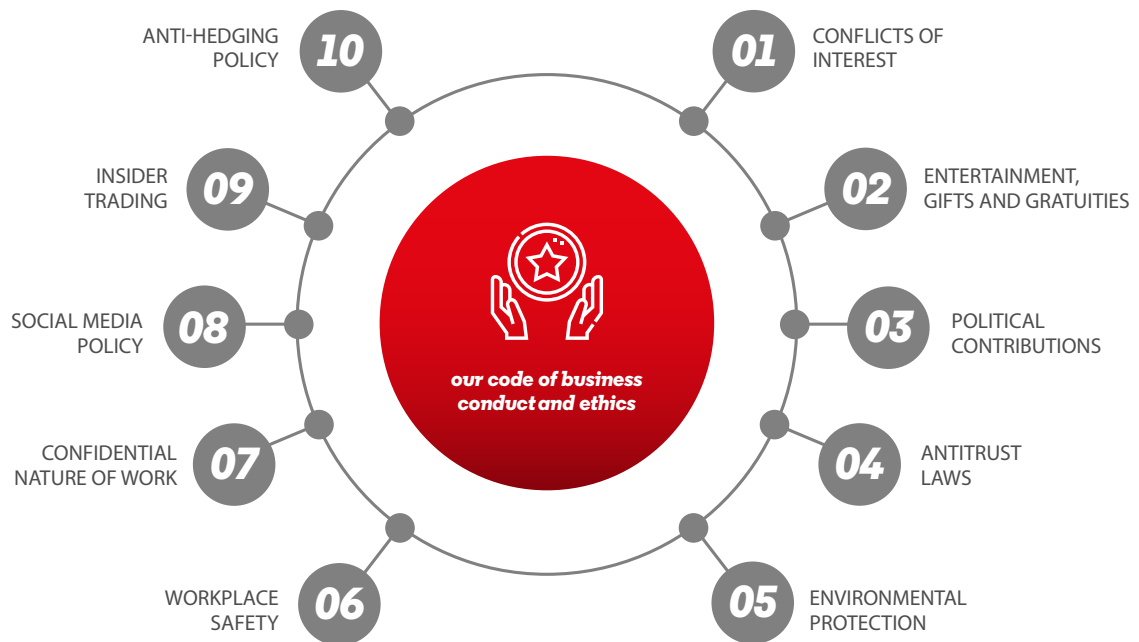 01
CONFLICTS OF
INTEREST
02
ENTERTAINMENT,
GIFTS AND GRATUITIES
03
POLITICAL
CONTRIBUTIONS
04
ANTITRUST
LAWS
05
ENVIRONMENTAL
PROTECTION
06
WORKPLACE
SAFETY
07
CONFIDENTIAL
NATURE OF WORK
08
SOCIAL MEDIA
POLICY
09
INSIDER
TRADING
10
ANTI-HEDGING
POLICY
our code of business
conduct and ethics